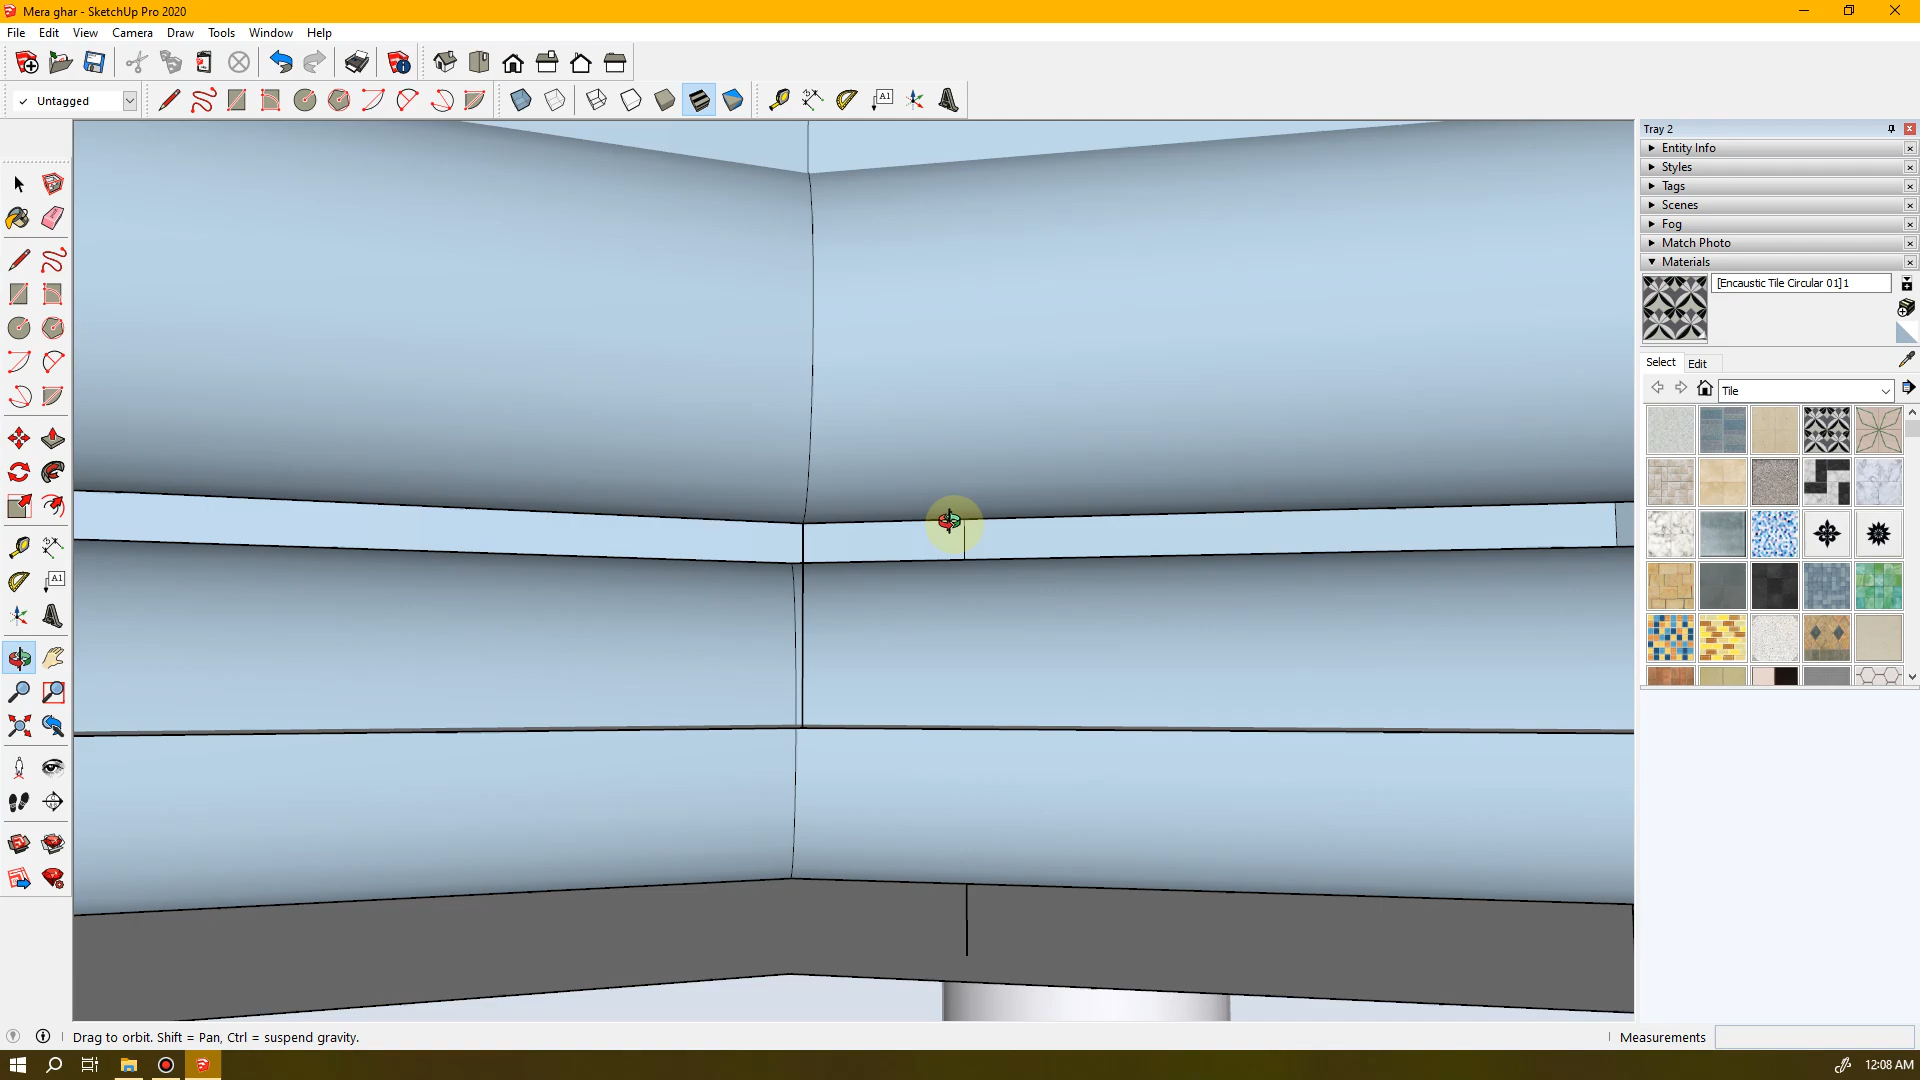 Mera ghar - SketchUp Pro 2020
File Edit View Camera Draw Tools Window Help
✓ Untagged
A1
Tray 2
Entity Info
Styles
Tags
Scenes
Fog
Match Photo
Materials
[Encaustic Tile Circular 01]1
Select Edit
Tile
A1
Drag to orbit. Shift = Pan, Ctrl = suspend gravity.
Measurements
12:08 AM